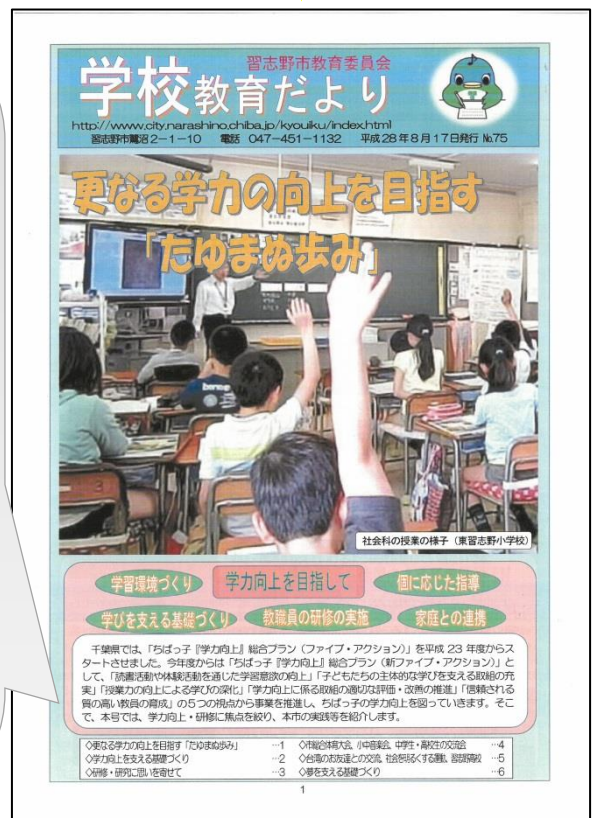 習志野市教育委員会
学校教育だより
http://www.city.narashino.chiba.jp/kyouiku/index.html
習志野市鷺沼2-1-10 電話 047-451-1132 平成28年8月17日発行 №75
更なる学力の向上を目指す
「たゆまぬ歩み」
社会科の授業の様子（東習志野小学校）
学習環境づくり 学力向上を目指して 個に応じた指導
学びを支える基礎づくり 教職員の研修の実施 家庭との連携
千葉県では、「ちばっ子『学力向上』総合プラン（ファイブ・アクション）」を平成 23 年度からス
タートさせました。今年度からは「ちばっ子『学力向上』総合プラン（新ファイブ・アクション）」と
して、「読書活動や体験活動を通じた学習意欲の向上」「子どもたちの主体的な学びを支える取組の充
実」「授業力の向上による学びの深化」「学力向上に係る取組の適切な評価・改善の推進」「信頼される
質の高い教員の育成」の５つの視点から事業を推進し、ちばっ子の学力向上を図っていきます。そこ
で、本号では、学力向上・研修に焦点を絞り、本市の実践等を紹介します。
◇更なる学力の向上を目指す「たゆまぬ歩み」 …1
◇学力向上を支える基礎づくり …2
◇研修・研究に思いを寄せて …3
◇市総合体育大会、小中音楽会、中学生・高校生の交流会 …4
◇台湾のお友達との交流、社会を明るくする運動、習志野高校 …5
◇夢を支える基礎づくり …6
1